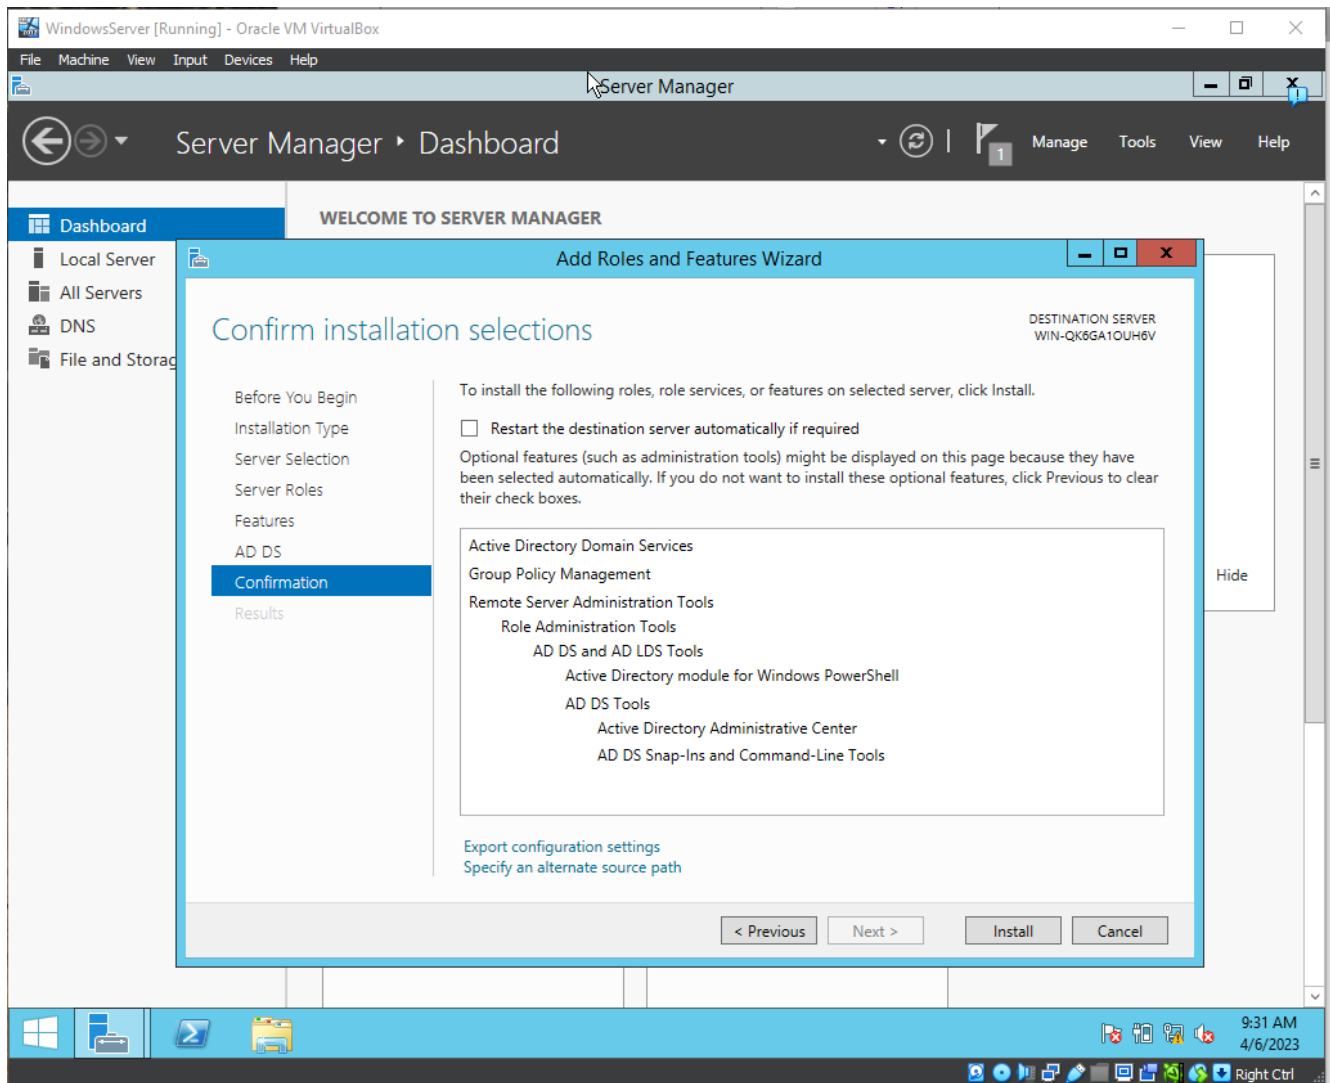 WindowsServer [Running] - Oracle VM VirtualBox
File Machine View Input Devices Help
Server Manager
Server Manager Dashboard
1
Manage Tools View Help
Dashboard
Local Server
All Servers
DNS
File and Storag
WELCOME TO SERVER MANAGER
Add Roles and Features Wizard
Confirm installation selections
DESTINATION SERVER
WIN-QK6GA1OUH6V
Before You Begin
Installation Type
Server Selection
Server Roles
Features
AD DS
Confirmation
Results
To install the following roles, role services, or features on selected server, click Install.
Restart the destination server automatically if required
Optional features (such as administration tools) might be displayed on this page because they have
been selected automatically. If you do not want to install these optional features, click Previous to clear
their check boxes.
Active Directory Domain Services
Group Policy Management
Remote Server Administration Tools
Role Administration Tools
AD DS and AD LDS Tools
Active Directory module for Windows PowerShell
AD DS Tools
Active Directory Administrative Center
AD DS Snap-Ins and Command-Line Tools
Export configuration settings
Specify an alternate source path
< Previous
Next >
Install
Cancel
Hide
9:31 AM
4/6/2023
Right Ctrl